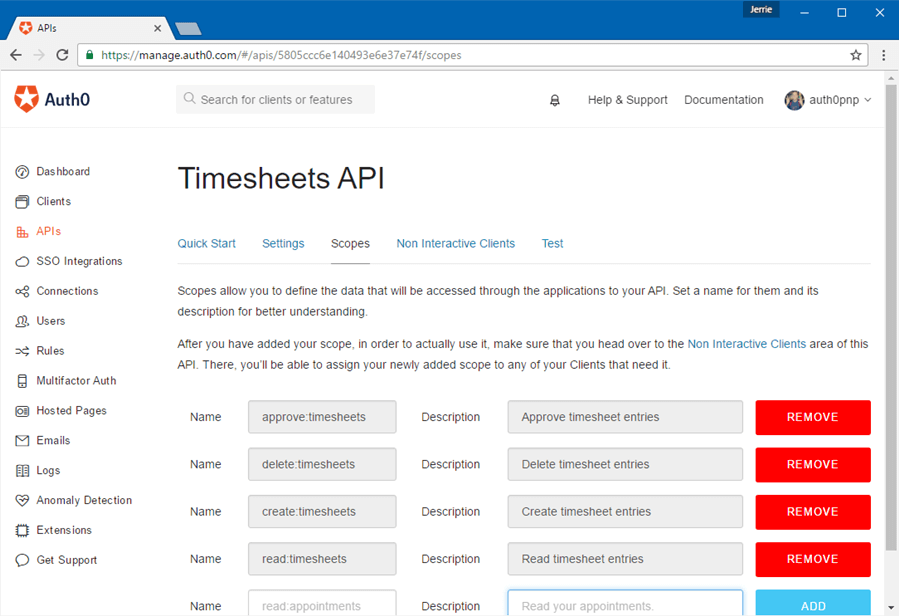 Jerrie
APIs
https://manage.auth0.com/#/apis/5805ccc6e140493e6e37e74f/scopes
Auth0
Search for clients or features
Help & Support
Documentation
auth0pnp
Dashboard
Clients
APIs
SSO Integrations
Connections
Users
Rules
Multifactor Auth
Hosted Pages
Emails
Logs
Anomaly Detection
Extensions
Get Support
Timesheets API
Quick Start Settings Scopes Non Interactive Clients Test
Scopes allow you to define the data that will be accessed through the applications to your API. Set a name for them and its
description for better understanding.
After you have added your scope, in order to actually use it, make sure that you head over to the Non Interactive Clients area of this
API. There, you'll be able to assign your newly added scope to any of your Clients that need it.
Name approve:timesheets Description Approve timesheet entries REMOVE
Name delete:timesheets Description Delete timesheet entries REMOVE
Name create:timesheets Description Create timesheet entries REMOVE
Name read:timesheets Description Read timesheet entries REMOVE
Name read:appointments Description Read your appointments. ADD